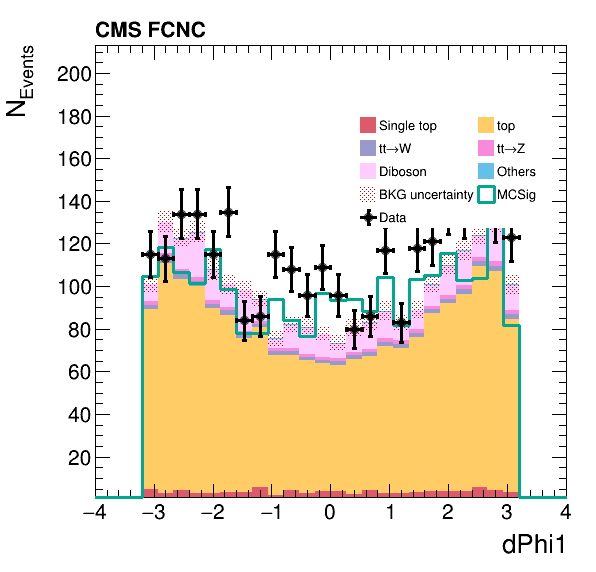 CMS FCNC
N_Events
200
180
160
140
120
100
80
60
40
20
Single top
top
tt→W
tt→Z
Diboson
Others
BKG uncertainty
MCSig
Data
−4 −3 −2 −1 0 1 2 3 4
dPhi1